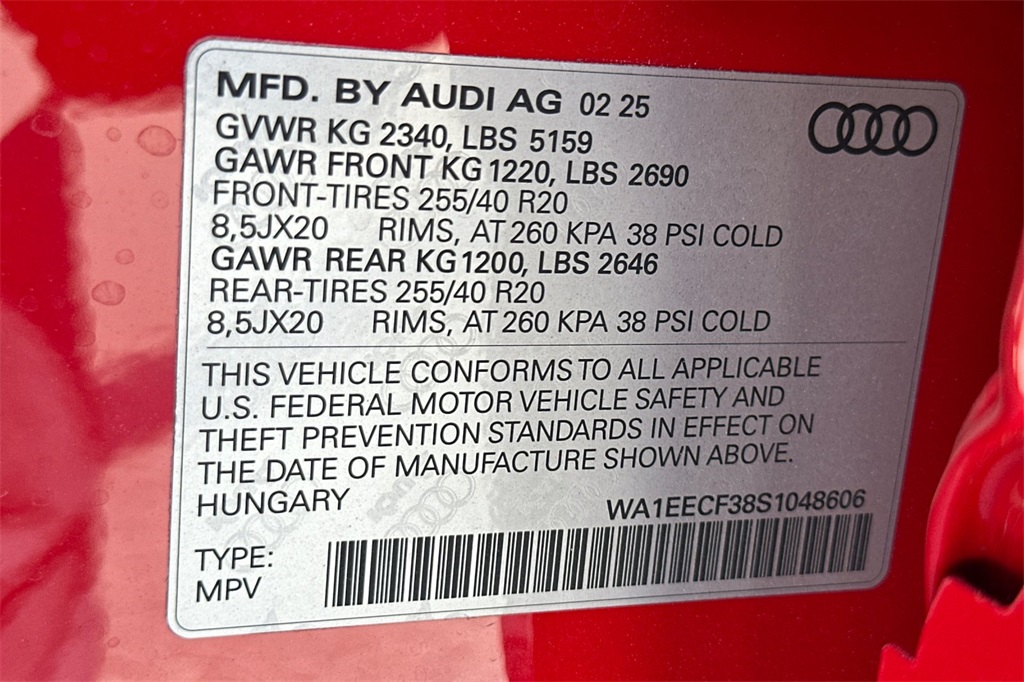 MFD. BY AUDI AG 02 25
GVWR KG 2340, LBS 5159
GAWR FRONT KG 1220, LBS 2690
FRONT-TIRES 255/40 R20
8,5JX20 RIMS, AT 260 KPA 38 PSI COLD
GAWR REAR KG 1200, LBS 2646
REAR-TIRES 255/40 R20
8,5JX20 RIMS, AT 260 KPA 38 PSI COLD
THIS VEHICLE CONFORMS TO ALL APPLICABLE
U.S. FEDERAL MOTOR VEHICLE SAFETY AND
THEFT PREVENTION STANDARDS IN EFFECT ON
THE DATE OF MANUFACTURE SHOWN ABOVE.
HUNGARY
WA1EECF38S1048606
TYPE:
MPV